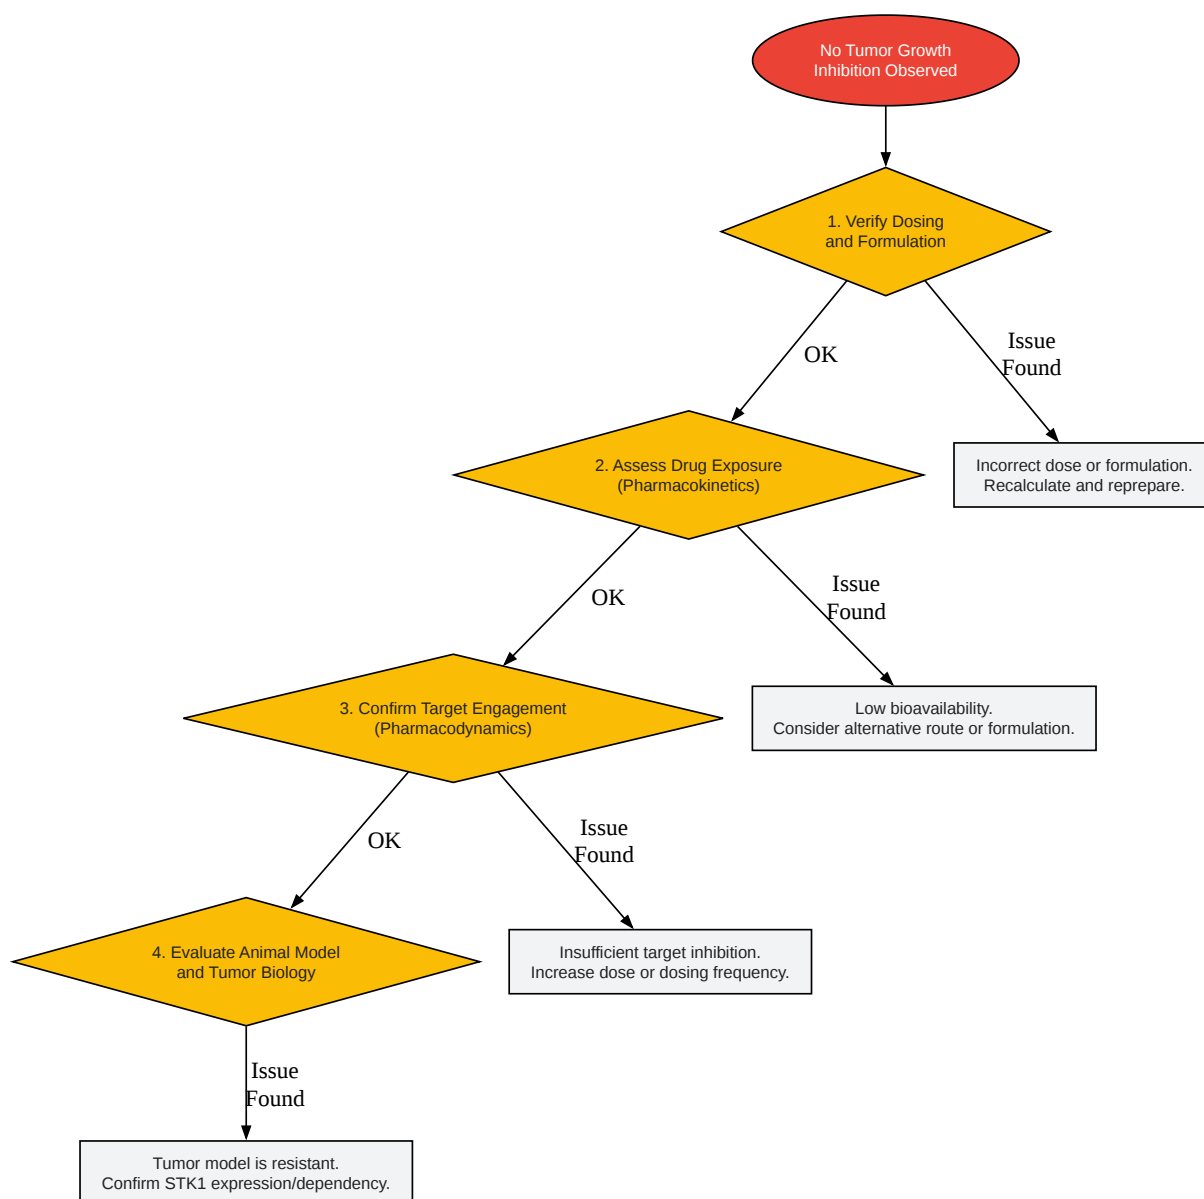 No Tumor Growth
Inhibition Observed
1. Verify Dosing
and Formulation
OK
Issue
Found
2. Assess Drug Exposure
(Pharmacokinetics)
Incorrect dose or formulation.
Recalculate and reprepare.
OK
Issue
Found
3. Confirm Target Engagement
(Pharmacodynamics)
Low bioavailability.
Consider alternative route or formulation.
OK
Issue
Found
4. Evaluate Animal Model
and Tumor Biology
Insufficient target inhibition.
Increase dose or dosing frequency.
Issue
Found
Tumor model is resistant.
Confirm STK1 expression/dependency.